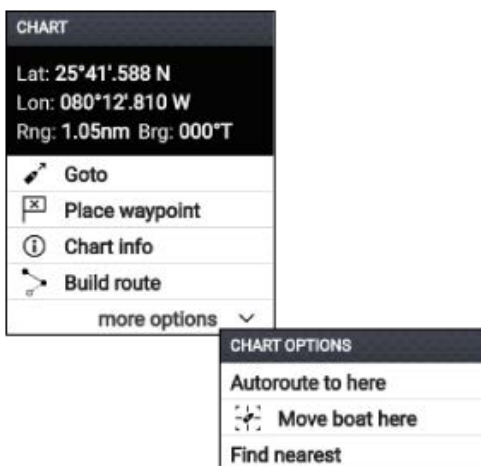 CHART
Lat: 25°41'.588 N
Lon: 080°12'.810 W
Rng: 1.05nm Brg: 000°T
Goto
Place waypoint
Chart info
Build route
more options
CHART OPTIONS
Autoroute to here
Move boat here
Find nearest